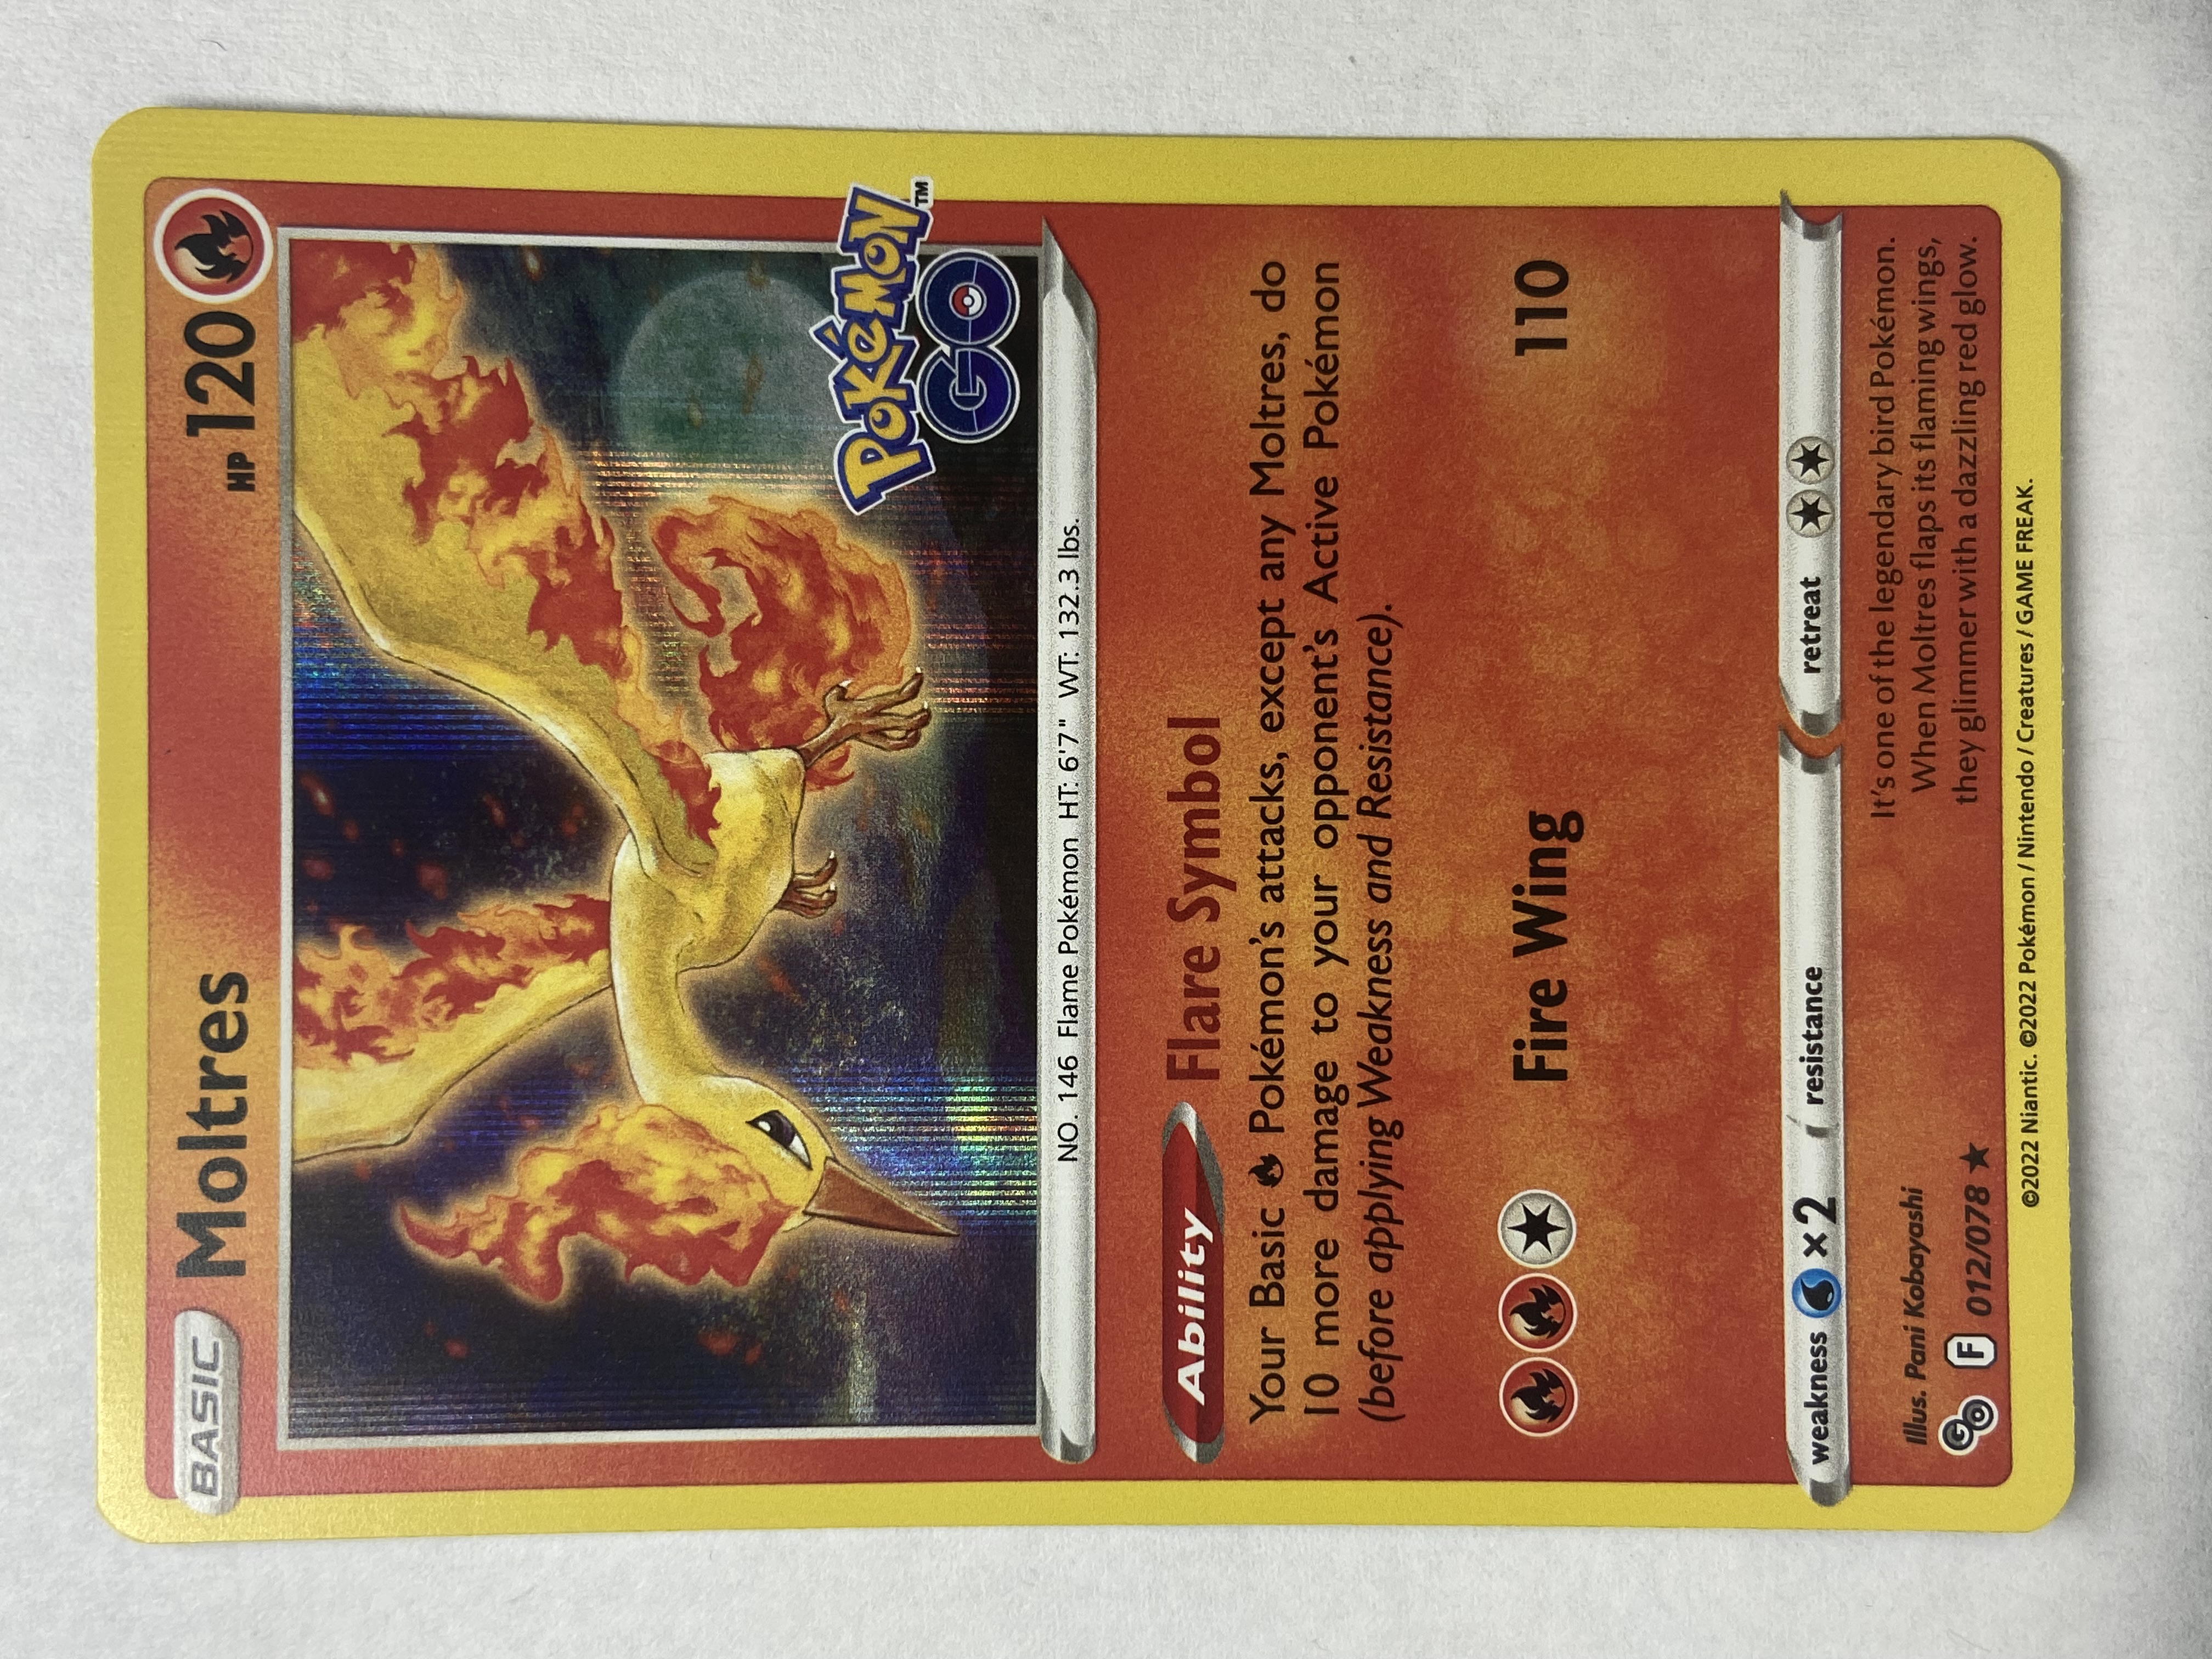 BASIC Moltres HP 120
POKéMON TM
GO
NO. 146 Flame Pokémon HT: 6'7" WT: 132.3 lbs.
Ability Flare Symbol
Your Basic Pokémon's attacks, except any Moltres, do
10 more damage to your opponent's Active Pokémon
(before applying Weakness and Resistance).
Fire Wing 110
weakness ×2 resistance retreat
Illus. Pani Kobayashi
GO F 012/078 ★
It's one of the legendary bird Pokémon.
When Moltres flaps its flaming wings,
they glimmer with a dazzling red glow.
©2022 Niantic. ©2022 Pokémon / Nintendo / Creatures / GAME FREAK.